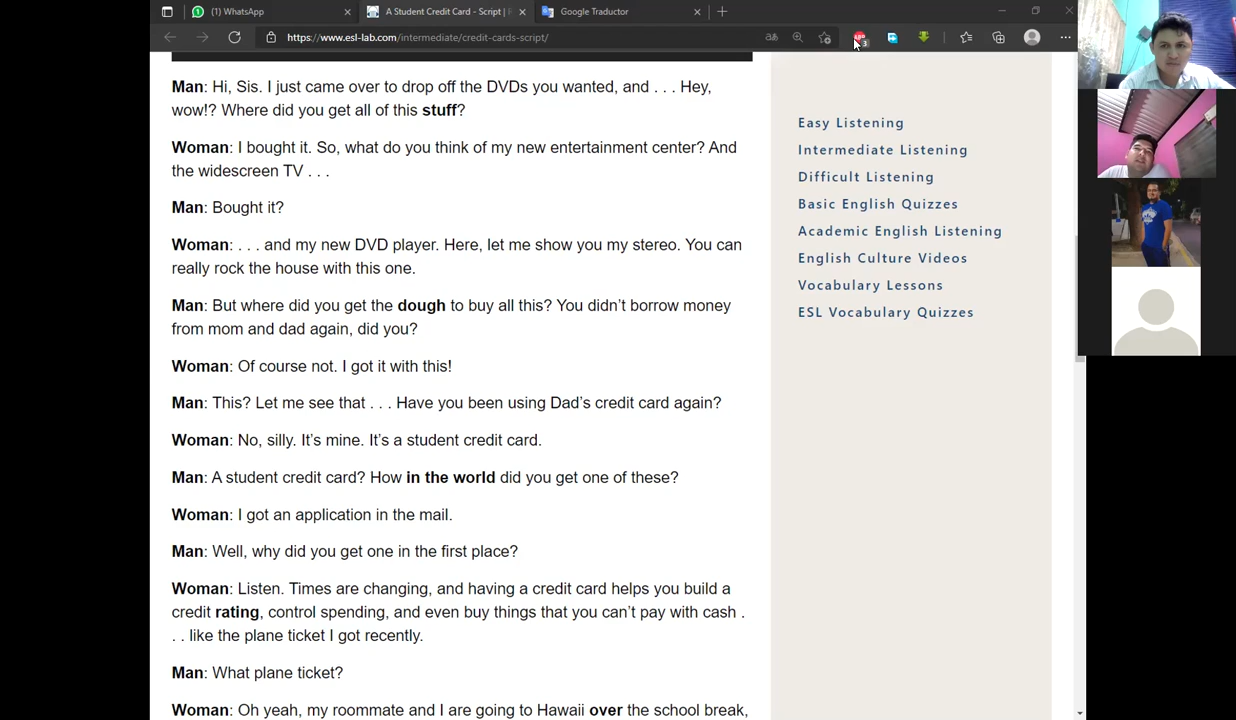 WhatsApp
A Student Credit Card - Script |
Google Traductor
https://www.esl-lab.com/intermediate/credit-cards-script/
3
Man: Hi, Sis. I just came over to drop off the DVDs you wanted, and . . . Hey,
wow!? Where did you get all of this stuff?
Woman: I bought it. So, what do you think of my new entertainment center? And
the widescreen TV . . .
Man: Bought it?
Woman: . . . and my new DVD player. Here, let me show you my stereo. You can
really rock the house with this one.
Man: But where did you get the dough to buy all this? You didn’t borrow money
from mom and dad again, did you?
Woman: Of course not. I got it with this!
Man: This? Let me see that . . . Have you been using Dad’s credit card again?
Woman: No, silly. It’s mine. It’s a student credit card.
Man: A student credit card? How in the world did you get one of these?
Woman: I got an application in the mail.
Man: Well, why did you get one in the first place?
Woman: Listen. Times are changing, and having a credit card helps you build a
credit rating, control spending, and even buy things that you can’t pay with cash .
. . like the plane ticket I got recently.
Man: What plane ticket?
Woman: Oh yeah, my roommate and I are going to Hawaii over the school break,
Easy Listening
Intermediate Listening
Difficult Listening
Basic English Quizzes
Academic English Listening
English Culture Videos
Vocabulary Lessons
ESL Vocabulary Quizzes